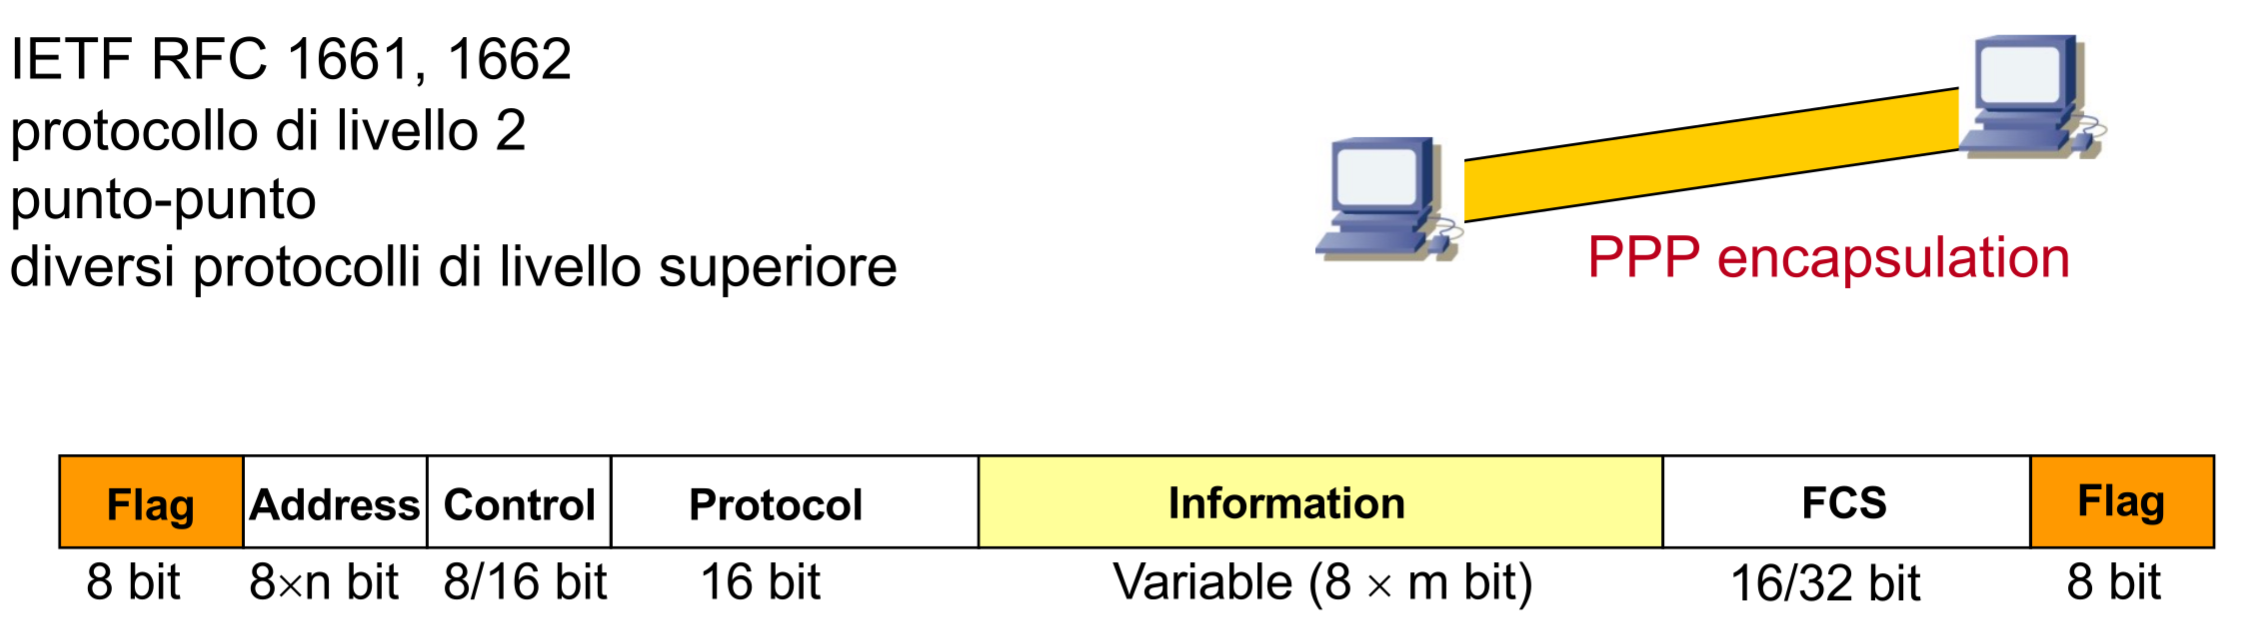 IETF RFC 1661, 1662
protocollo di livello 2
punto-punto
diversi protocolli di livello superiore
PPP encapsulation
Flag Address Control Protocol Information FCS Flag
8 bit 8×n bit 8/16 bit 16 bit Variable (8 × m bit) 16/32 bit 8 bit